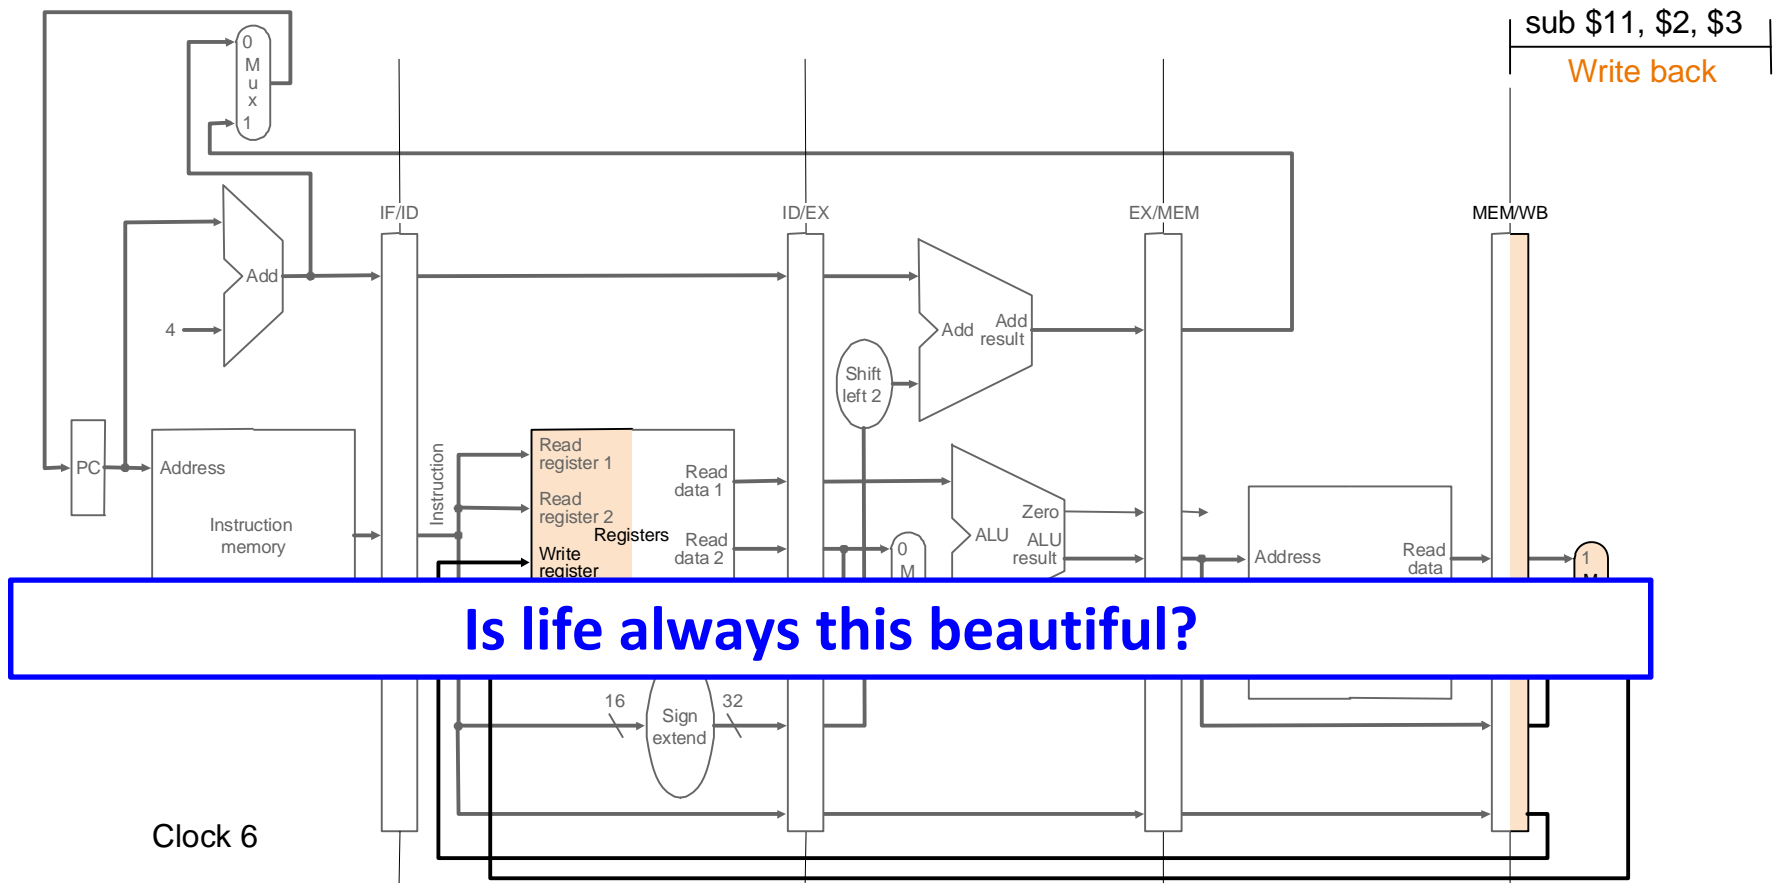 sub $11, $2, $3
Write back
0
M
u
x
1
IF/ID
ID/EX
EX/MEM
MEM/WB
Add
4
Add
Add
result
Shift
left 2
PC
Address
Instruction
memory
Instruction
Read
register 1
Read
register 2
Registers
Write
register
Read
data 1
Read
data 2
0
M
Zero
ALU
ALU
result
Address
Read
data
1
M
Is life always this beautiful?
16
Sign
extend
32
Clock 6